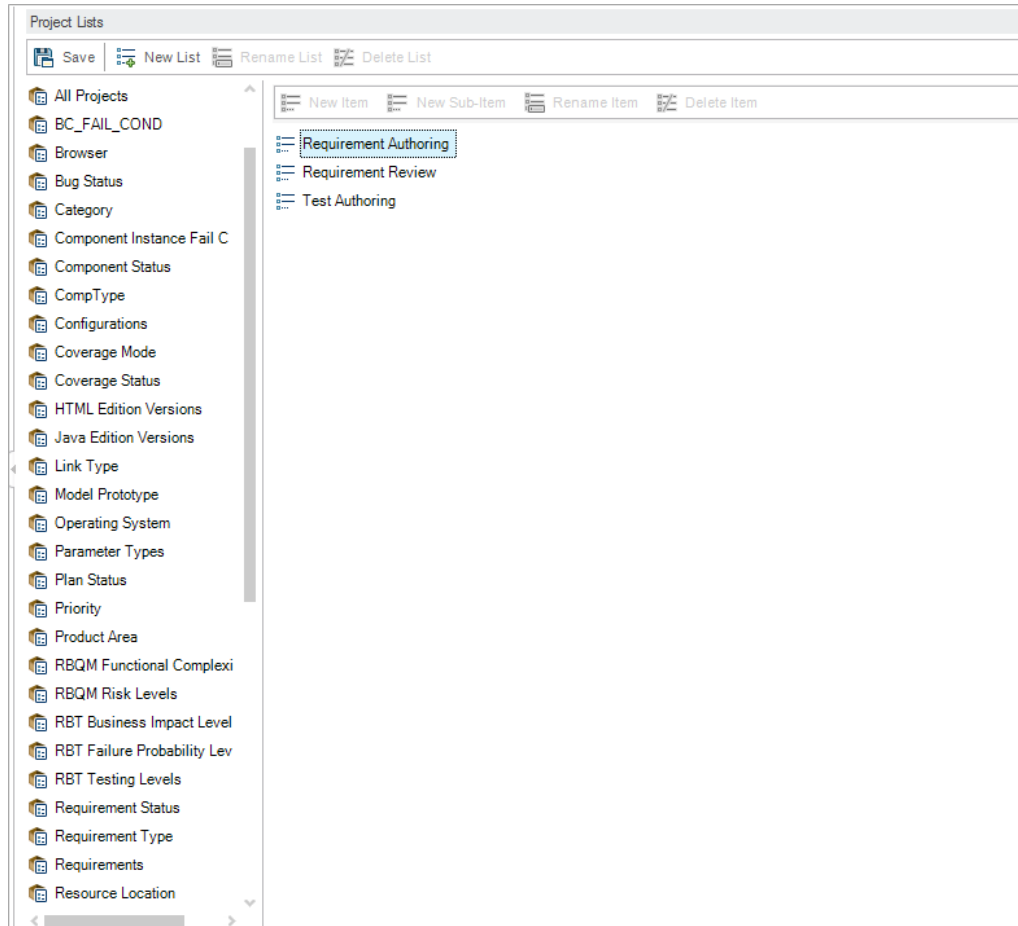 Project Lists
Save New List Rename List Delete List
All Projects
BC_FAIL_COND
Browser
Bug Status
Category
Component Instance Fail C
Component Status
CompType
Configurations
Coverage Mode
Coverage Status
HTML Edition Versions
Java Edition Versions
Link Type
Model Prototype
Operating System
Parameter Types
Plan Status
Priority
Product Area
RBQM Functional Complexi
RBQM Risk Levels
RBT Business Impact Level
RBT Failure Probability Lev
RBT Testing Levels
Requirement Status
Requirement Type
Requirements
Resource Location
New Item New Sub-Item Rename Item Delete Item
Requirement Authoring
Requirement Review
Test Authoring